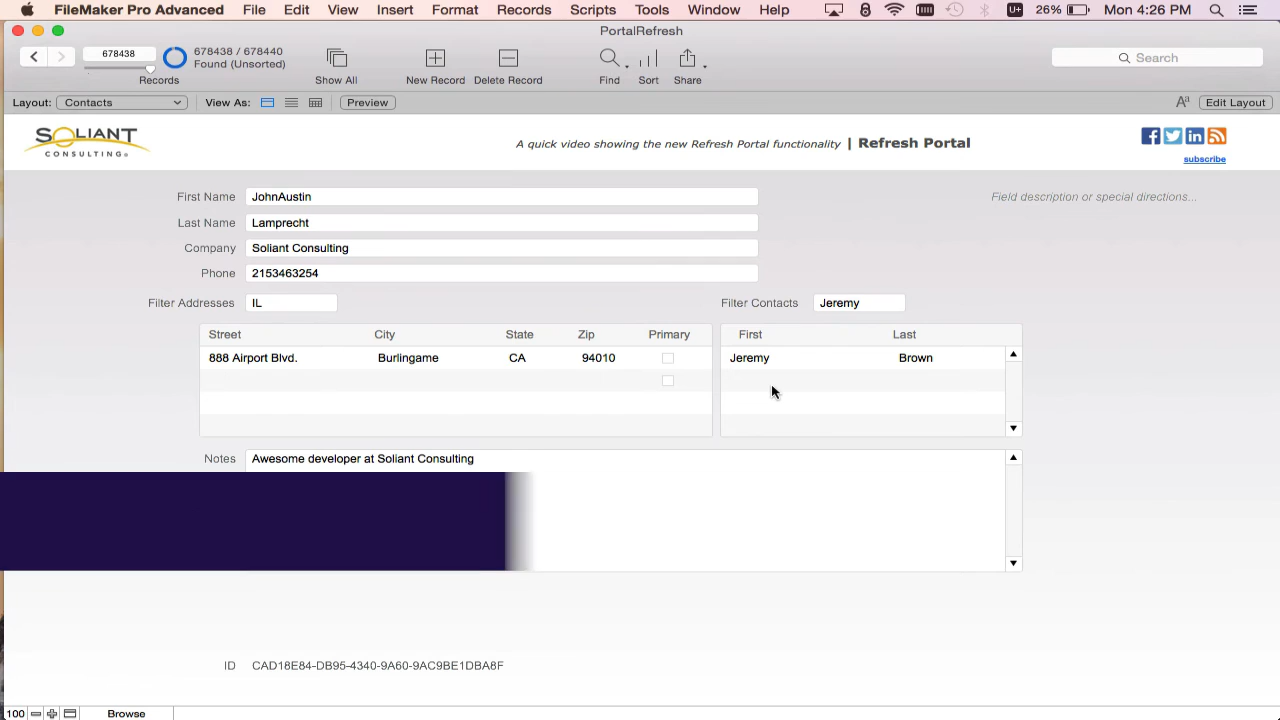 FileMaker Pro Advanced File Edit View Insert Format Records Scripts Tools Window Help U+ 26% Mon 4:26 PM
PortalRefresh
678438 678438 / 678440 Found (Unsorted) Records Show All New Record Delete Record Find Sort Share Search
Layout: Contacts View As: Preview Aª Edit Layout
SOLIANT CONSULTING A quick video showing the new Refresh Portal functionality | Refresh Portal
subscribe
First Name JohnAustin Field description or special directions...
Last Name Lamprecht
Company Soliant Consulting
Phone 2153463254
Filter Addresses IL Filter Contacts Jeremy
Street City State Zip Primary First Last
888 Airport Blvd. Burlingame CA 94010 Jeremy Brown
Notes Awesome developer at Soliant Consulting
ID CAD18E84-DB95-4340-9A60-9AC9BE1DBA8F
100 Browse